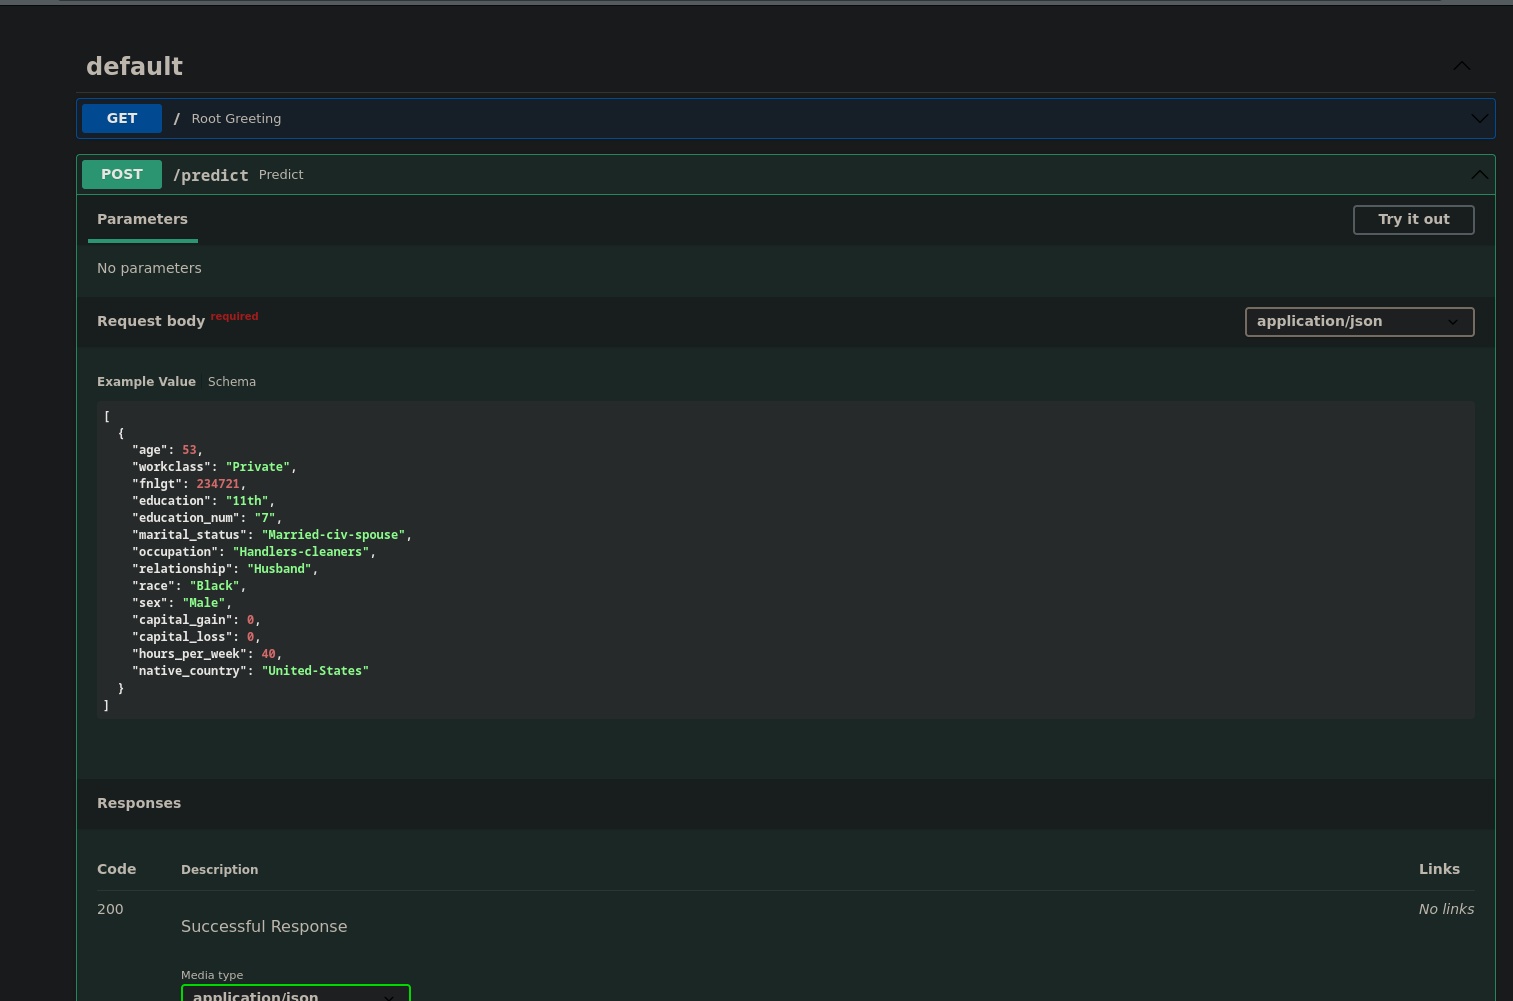 default
GET / Root Greeting
POST /predict Predict
Parameters Try it out
No parameters
Request body required application/json
Example Value Schema
[
{
"age": 53,
"workclass": "Private",
"fnlgt": 234721,
"education": "11th",
"education_num": "7",
"marital_status": "Married-civ-spouse",
"occupation": "Handlers-cleaners",
"relationship": "Husband",
"race": "Black",
"sex": "Male",
"capital_gain": 0,
"capital_loss": 0,
"hours_per_week": 40,
"native_country": "United-States"
}
]
Responses
Code Description Links
200 No links
Successful Response
Media type
application/json